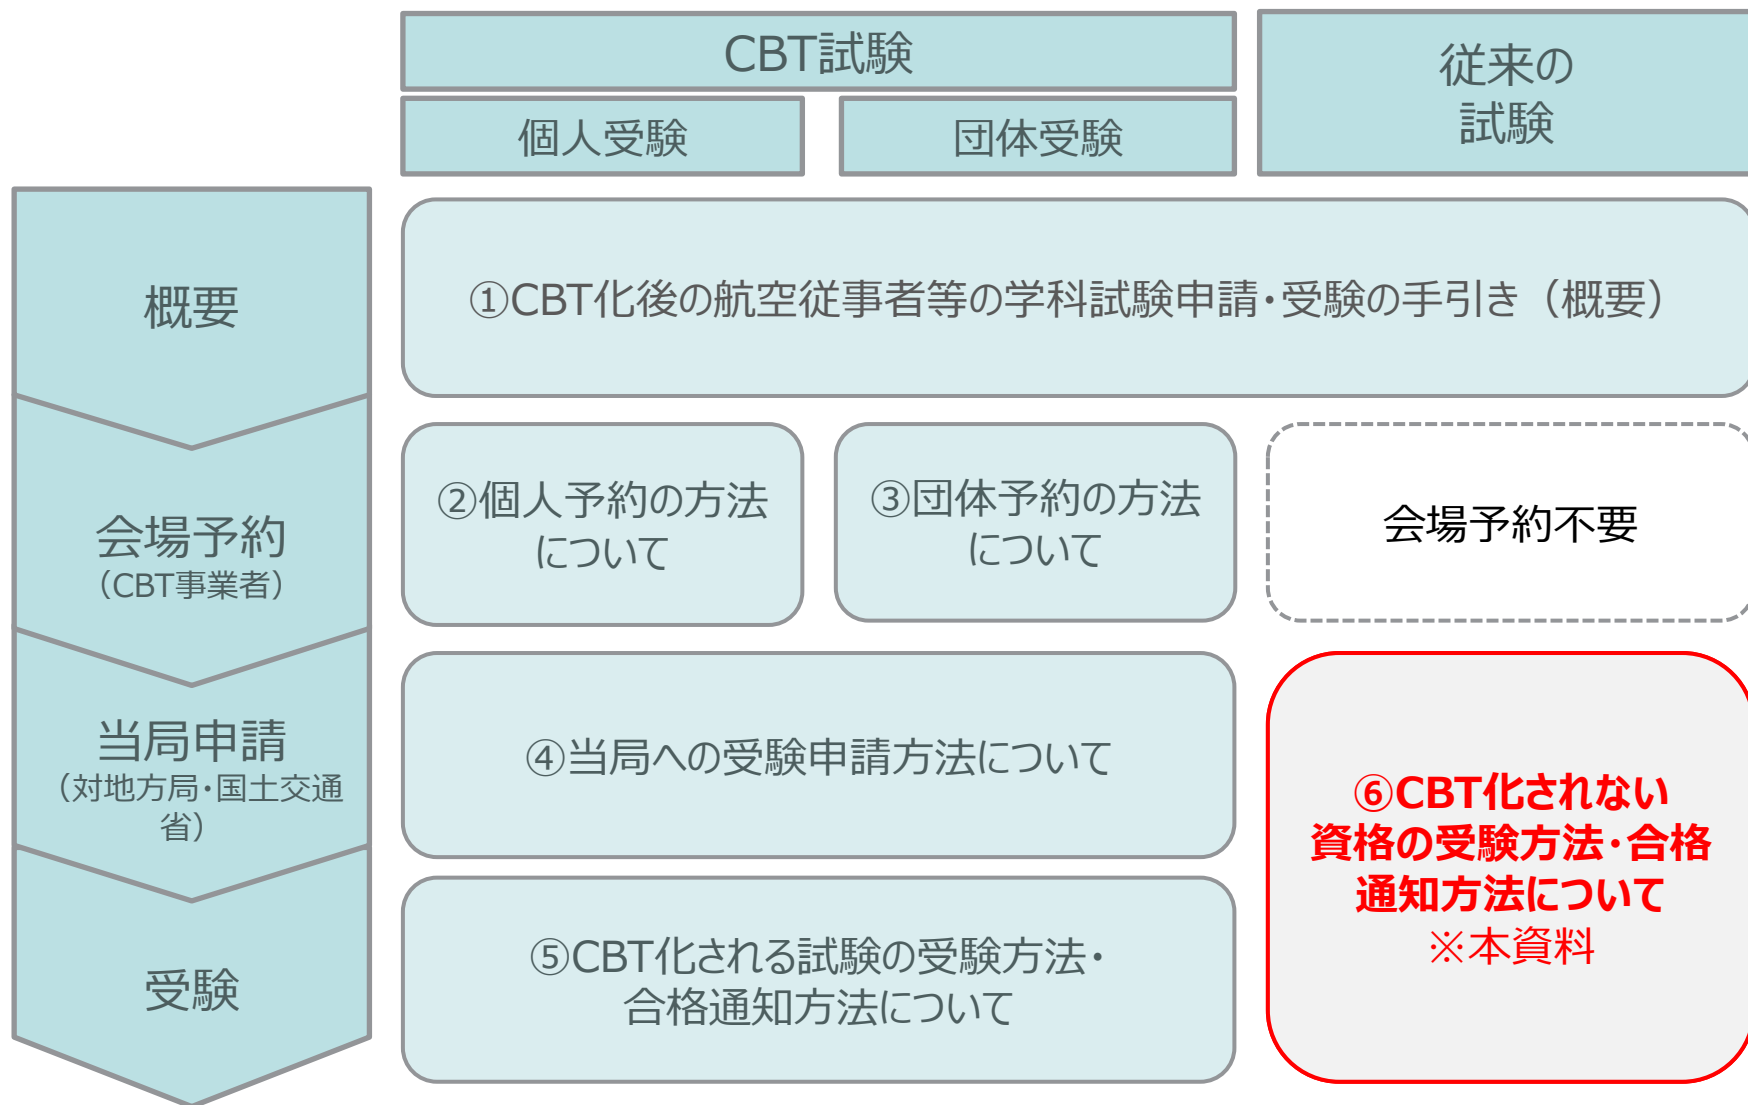 CBT試験
従来の
試験
個人受験
団体受験
概要
①CBT化後の航空従事者等の学科試験申請・受験の手引き（概要）
会場予約
（CBT事業者）
②個人予約の方法
について
③団体予約の方法
について
会場予約不要
当局申請
（対地方局・国土交通
省）
④当局への受験申請方法について
⑥CBT化されない
資格の受験方法・合格
通知方法について
※本資料
受験
⑤CBT化される試験の受験方法・
合格通知方法について